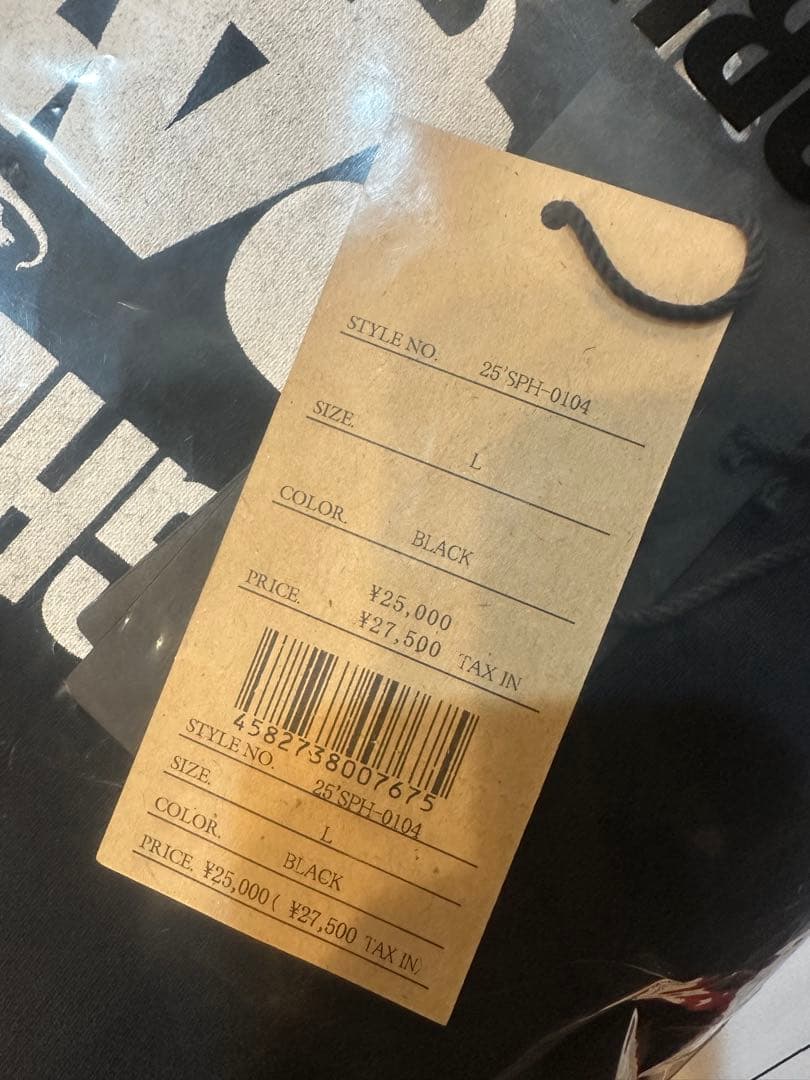 STYLE NO. 25'SPH-0104
SIZE. L
COLOR. BLACK
PRICE. ¥25,000
¥27,500 TAX IN
4582738007675
STYLE NO. 25'SPH-0104
SIZE. L
COLOR. BLACK
PRICE. ¥25,000( ¥27,500 TAX IN)